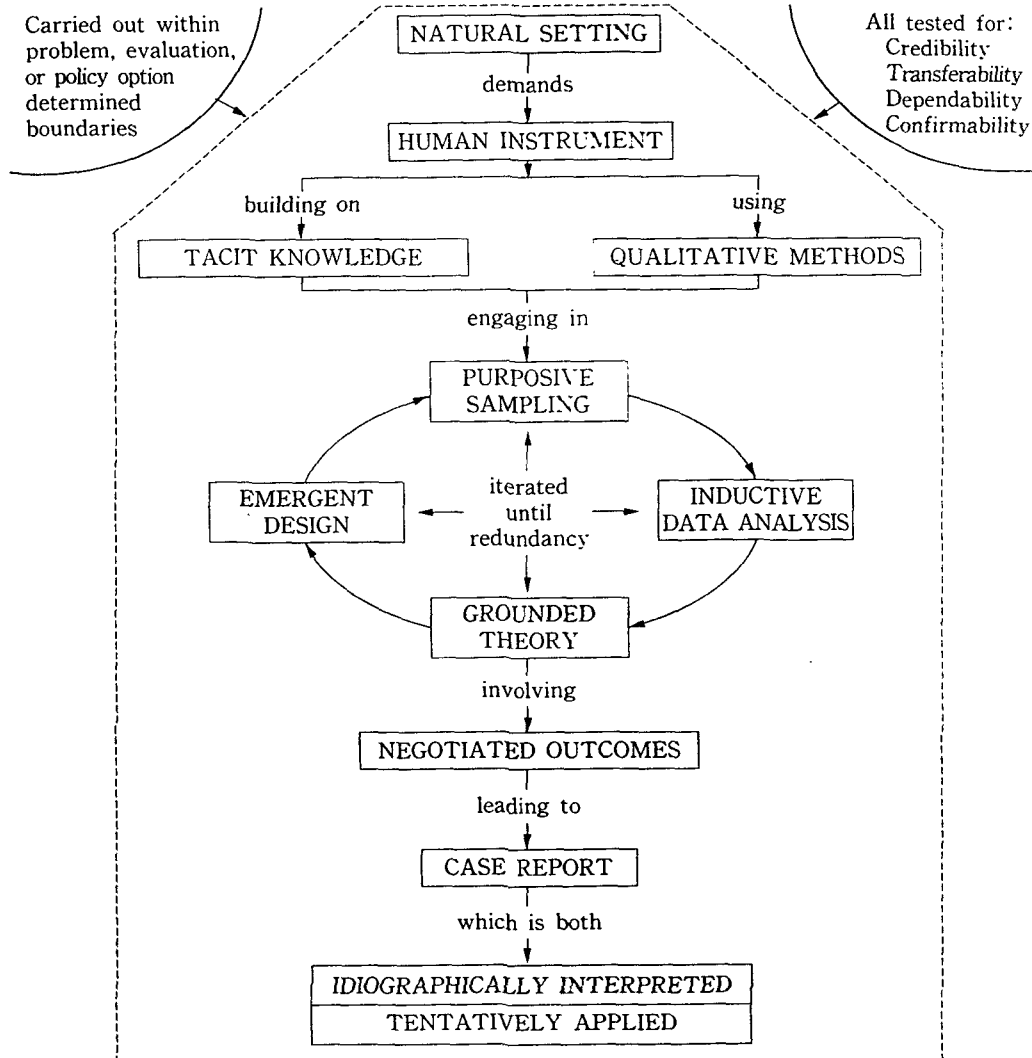 Carried out within
problem, evaluation,
or policy option
determined
boundaries
All tested for:
Credibility
Transferability
Dependability
Confirmability
NATURAL SETTING
demands
HUMAN INSTRUMENT
building on
using
TACIT KNOWLEDGE
QUALITATIVE METHODS
engaging in
PURPOSIVE
SAMPLING
EMERGENT
DESIGN
iterated
until
redundancy
INDUCTIVE
DATA ANALYSIS
GROUNDED
THEORY
involving
NEGOTIATED OUTCOMES
leading to
CASE REPORT
which is both
IDIOGRAPHICALLY INTERPRETED
TENTATIVELY APPLIED